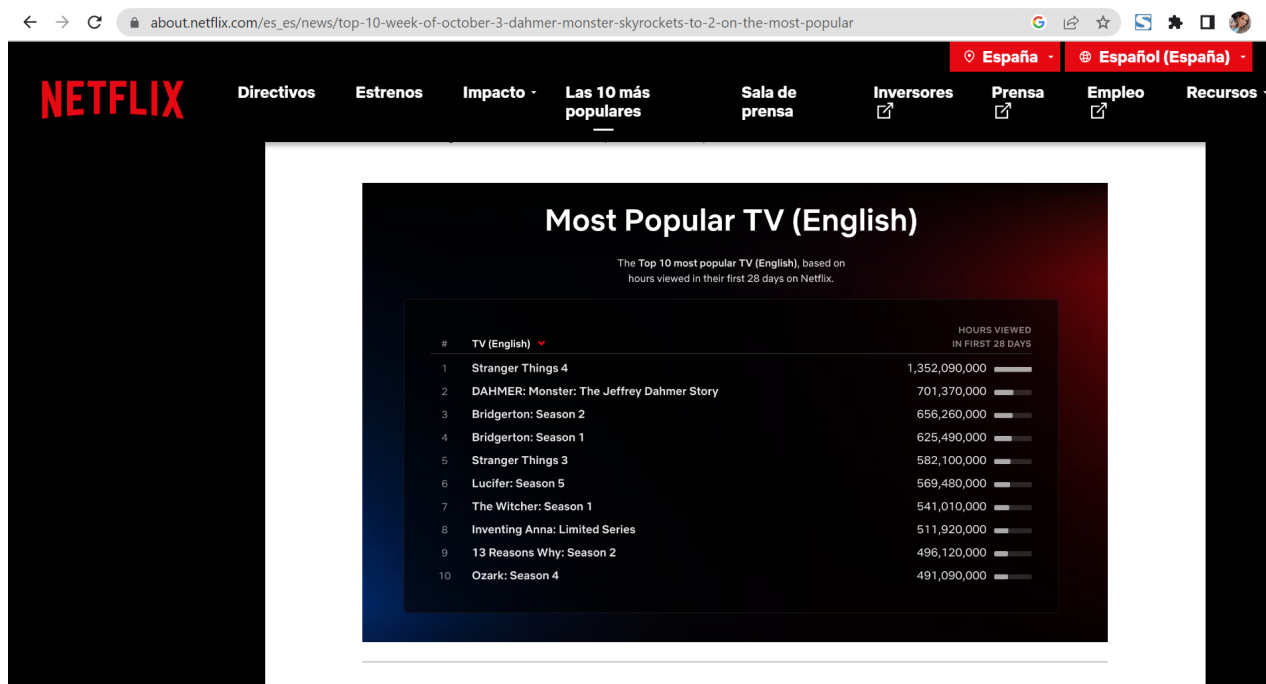 about.netflix.com/es_es/news/top-10-week-of-october-3-dahmer-monster-skyrockets-to-2-on-the-most-popular
España
Español (España)
NETFLIX
Directivos
Estrenos
Impacto
Las 10 más
populares
Sala de
prensa
Inversores
Prensa
Empleo
Recursos
Most Popular TV (English)
The Top 10 most popular TV (English), based on
hours viewed in their first 28 days on Netflix.
HOURS VIEWED
# TV (English) IN FIRST 28 DAYS
1 Stranger Things 4 1,352,090,000
2 DAHMER: Monster: The Jeffrey Dahmer Story 701,370,000
3 Bridgerton: Season 2 656,260,000
4 Bridgerton: Season 1 625,490,000
5 Stranger Things 3 582,100,000
6 Lucifer: Season 5 569,480,000
7 The Witcher: Season 1 541,010,000
8 Inventing Anna: Limited Series 511,920,000
9 13 Reasons Why: Season 2 496,120,000
10 Ozark: Season 4 491,090,000